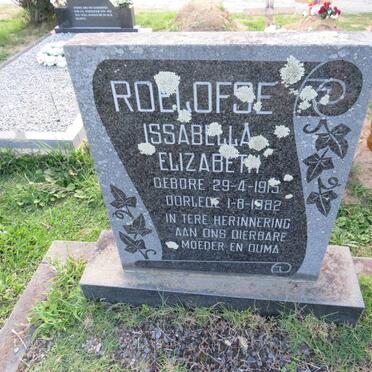 ROELOFSE
ISSABELLA
ELIZABETH
GEBORE 29-4-1915
OORLEDE 1-8-1982
IN TERE HERINNERING
AAN ONS DIERBARE
MOEDER EN OUMA